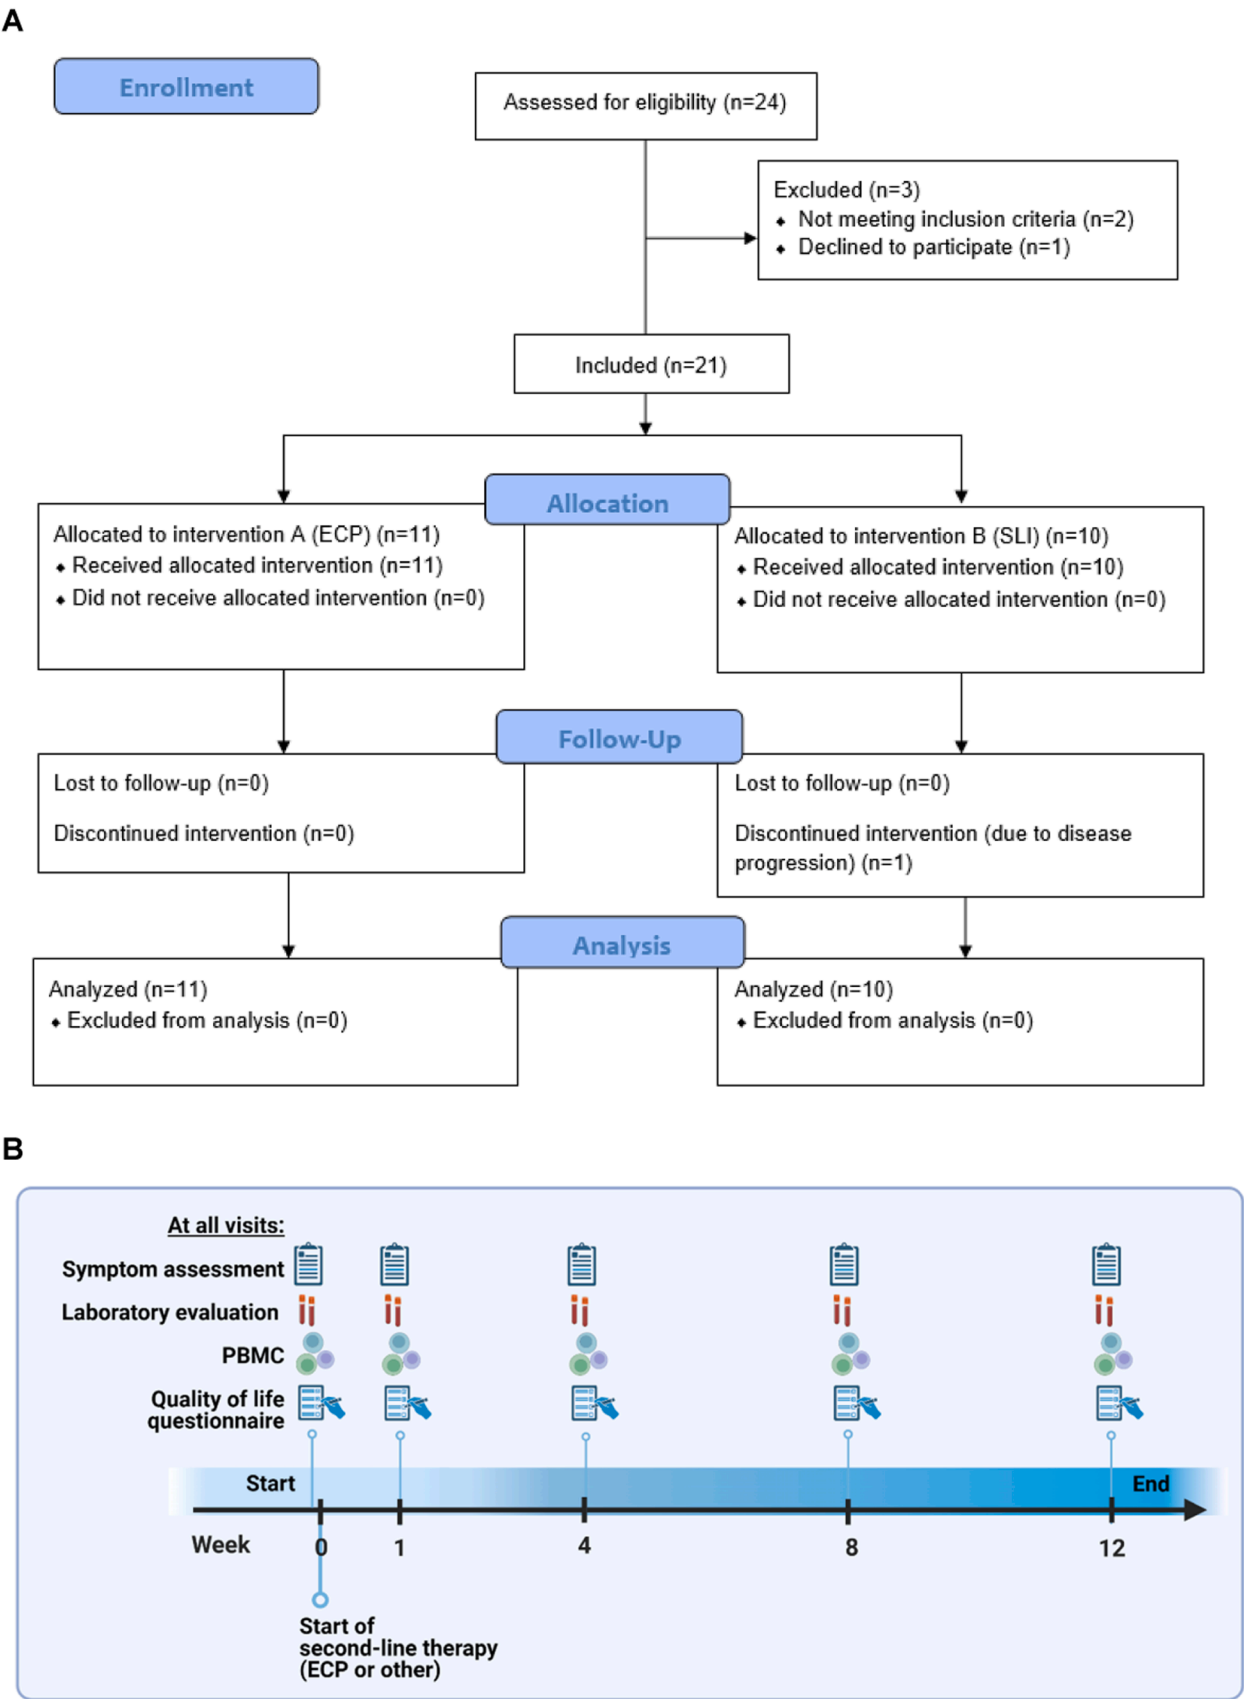 A
Enrollment
Assessed for eligibility (n=24)
Excluded (n=3)
⬥ Not meeting inclusion criteria (n=2)
⬥ Declined to participate (n=1)
Included (n=21)
Allocation
Allocated to intervention A (ECP) (n=11)
⬥ Received allocated intervention (n=11)
⬥ Did not receive allocated intervention (n=0)
Allocated to intervention B (SLI) (n=10)
⬥ Received allocated intervention (n=10)
⬥ Did not receive allocated intervention (n=0)
Follow-Up
Lost to follow-up (n=0)
Discontinued intervention (n=0)
Lost to follow-up (n=0)
Discontinued intervention (due to disease
progression) (n=1)
Analysis
Analyzed (n=11)
⬥ Excluded from analysis (n=0)
Analyzed (n=10)
⬥ Excluded from analysis (n=0)
B
At all visits:
Symptom assessment
Laboratory evaluation
PBMC
Quality of life
questionnaire
Start
End
Week 0 1 4 8 12
Start of
second-line therapy
(ECP or other)